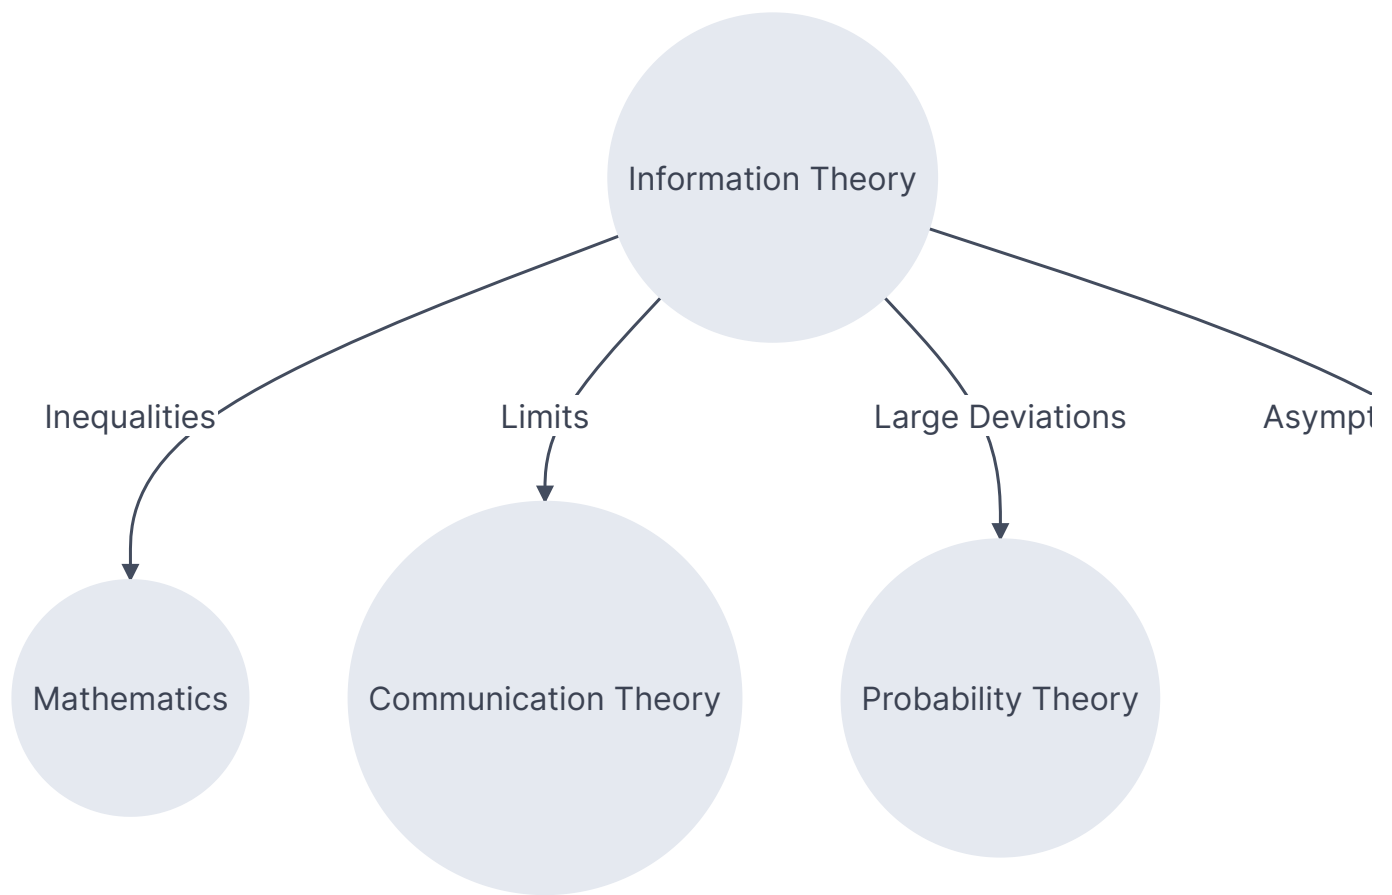 Information Theory
Inequalities
Limits
Large Deviations
Mathematics
Communication Theory
Probability Theory